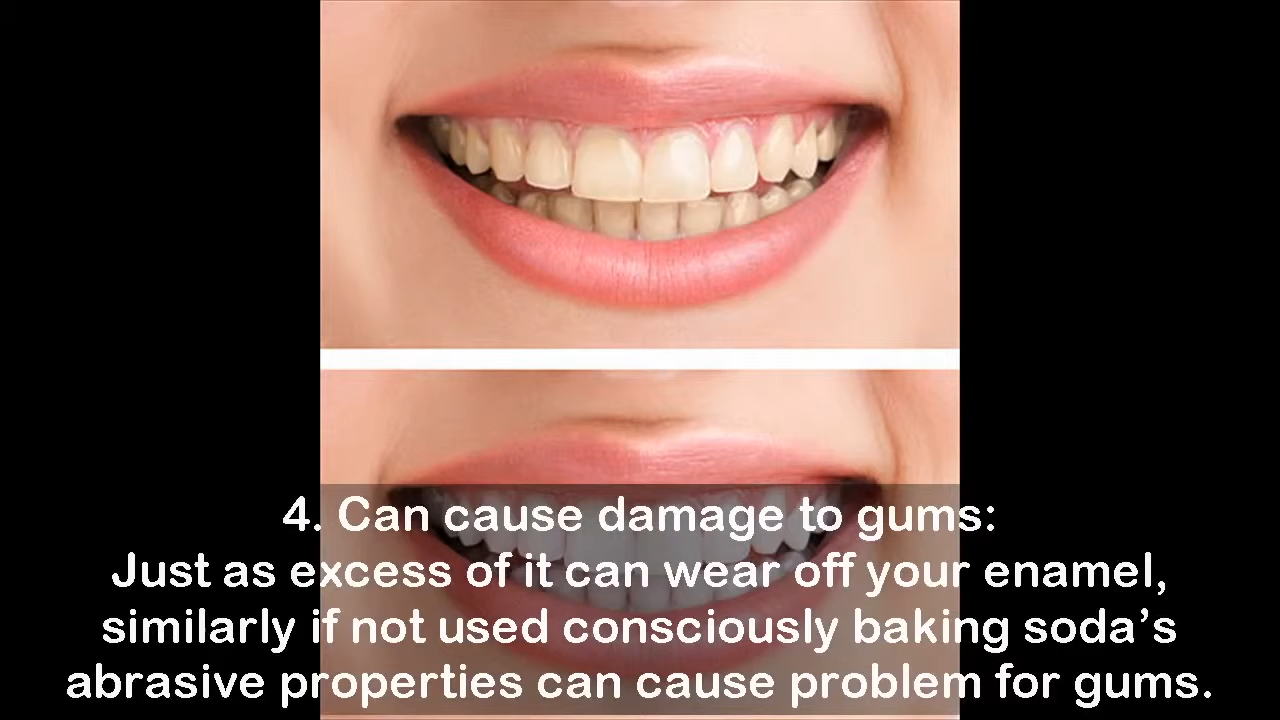 4. Can cause damage to gums:
Just as excess of it can wear off your enamel,
similarly if not used consciously baking soda’s
abrasive properties can cause problem for gums.